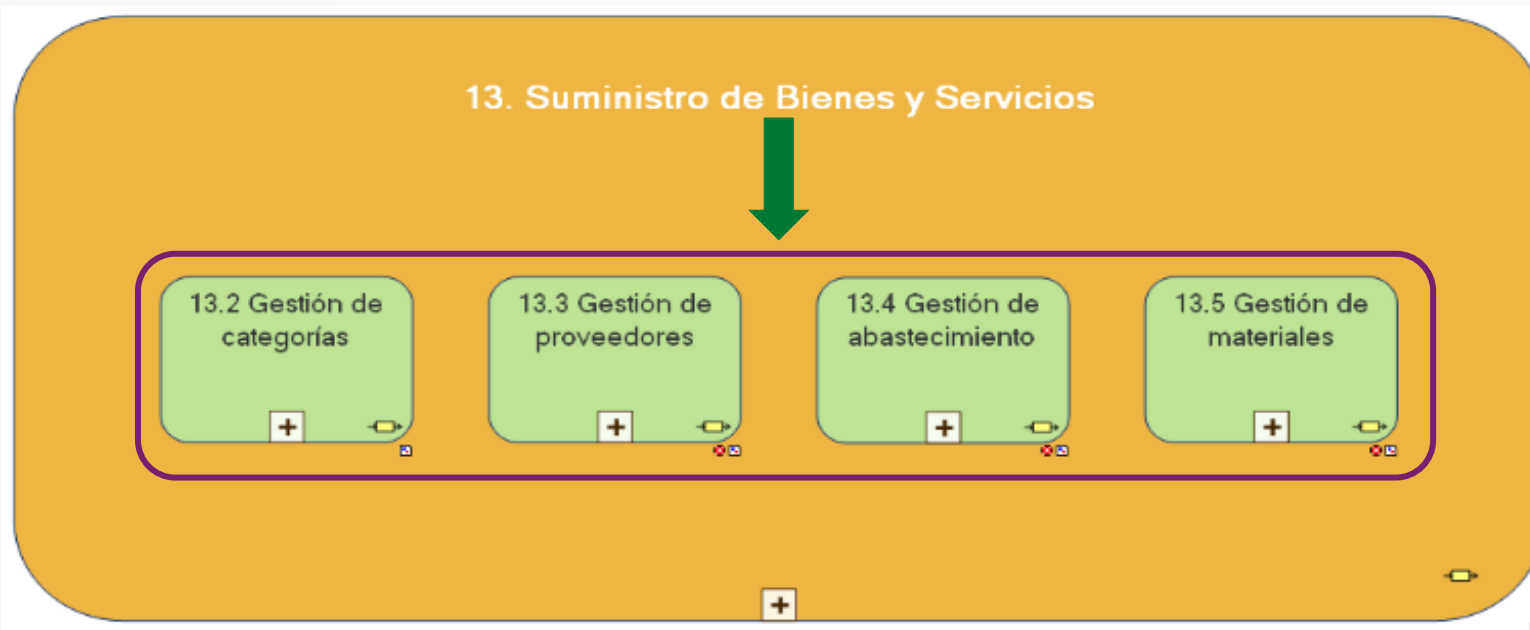 13. Suministro de Bienes y Servicios
13.2 Gestión de
categorías
13.3 Gestión de
proveedores
13.4 Gestión de
abastecimiento
13.5 Gestión de
materiales